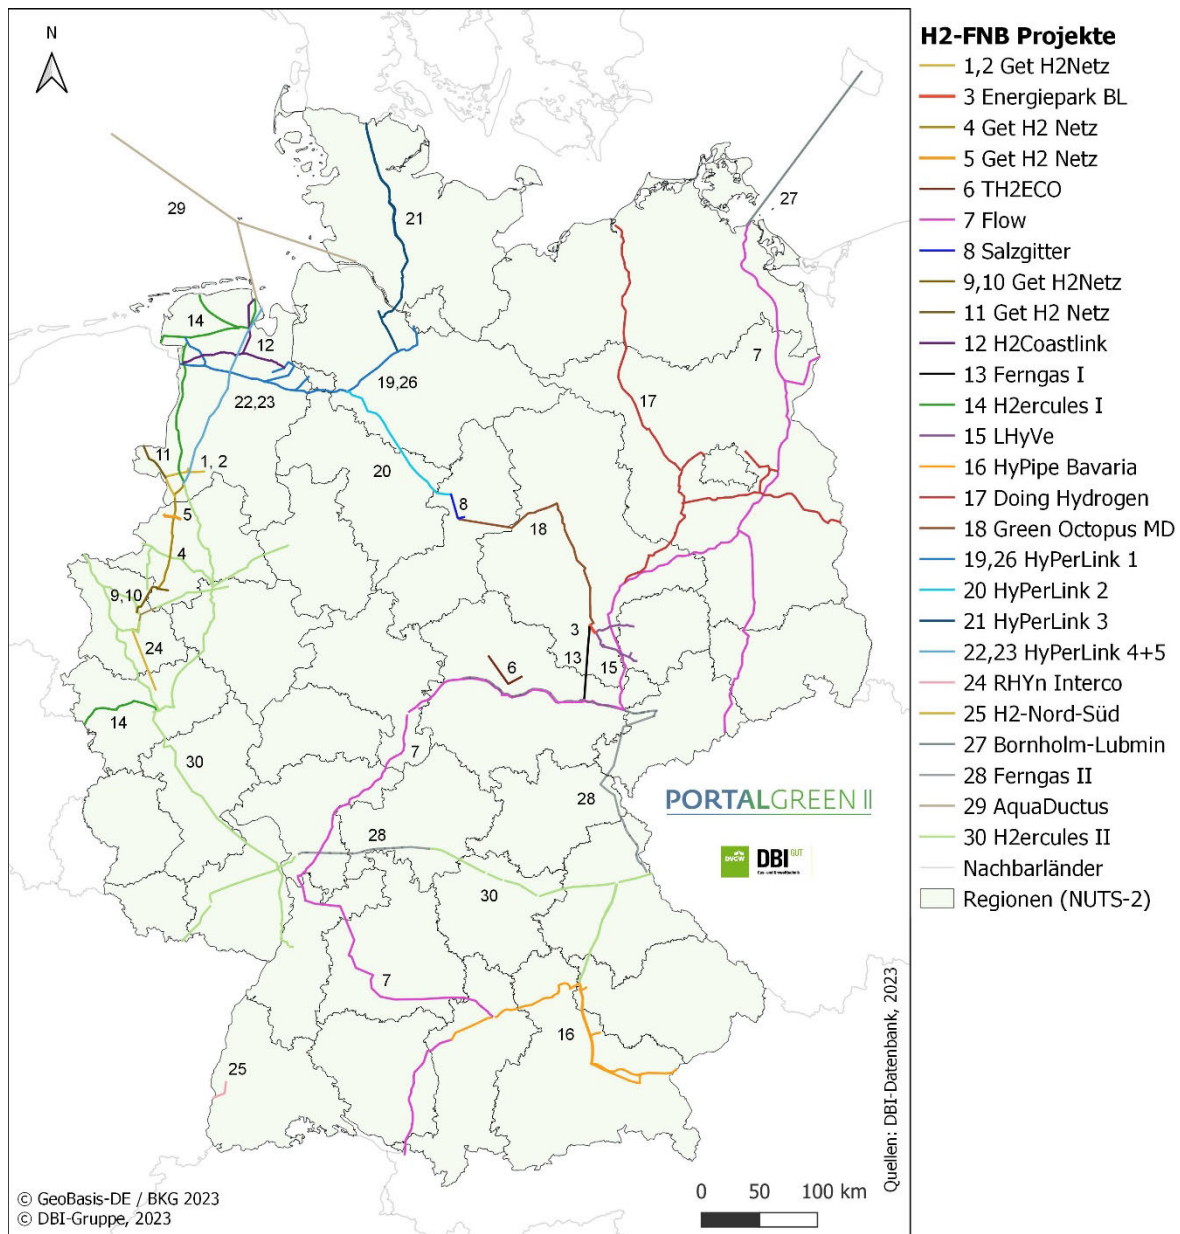 N
29
21
27
14
12
7
19,26
22,23
17
11
1, 2
20
8
5
18
4
9,10
3
24
13
15
6
14
7
30
PORTALGREEN II
28
28
DVGW DBI GUT
Gas- und Umwelttechnik
30
7
16
25
Quellen: DBI-Datenbank, 2023
0 50 100 km
© GeoBasis-DE / BKG 2023
© DBI-Gruppe, 2023
H2-FNB Projekte
1,2 Get H2Netz
3 Energiepark BL
4 Get H2 Netz
5 Get H2 Netz
6 TH2ECO
7 Flow
8 Salzgitter
9,10 Get H2Netz
11 Get H2 Netz
12 H2Coastlink
13 Ferngas I
14 H2ercules I
15 LHyVe
16 HyPipe Bavaria
17 Doing Hydrogen
18 Green Octopus MD
19,26 HyPerLink 1
20 HyPerLink 2
21 HyPerLink 3
22,23 HyPerLink 4+5
24 RHYn Interco
25 H2-Nord-Süd
27 Bornholm-Lubmin
28 Ferngas II
29 AquaDuctus
30 H2ercules II
Nachbarländer
Regionen (NUTS-2)